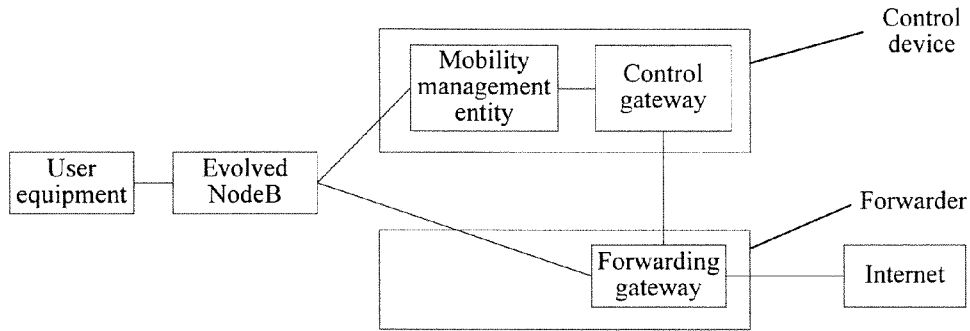 Control
device
Mobility
management
entity
Control
gateway
User
equipment
Evolved
NodeB
Forwarder
Forwarding
gateway
Internet